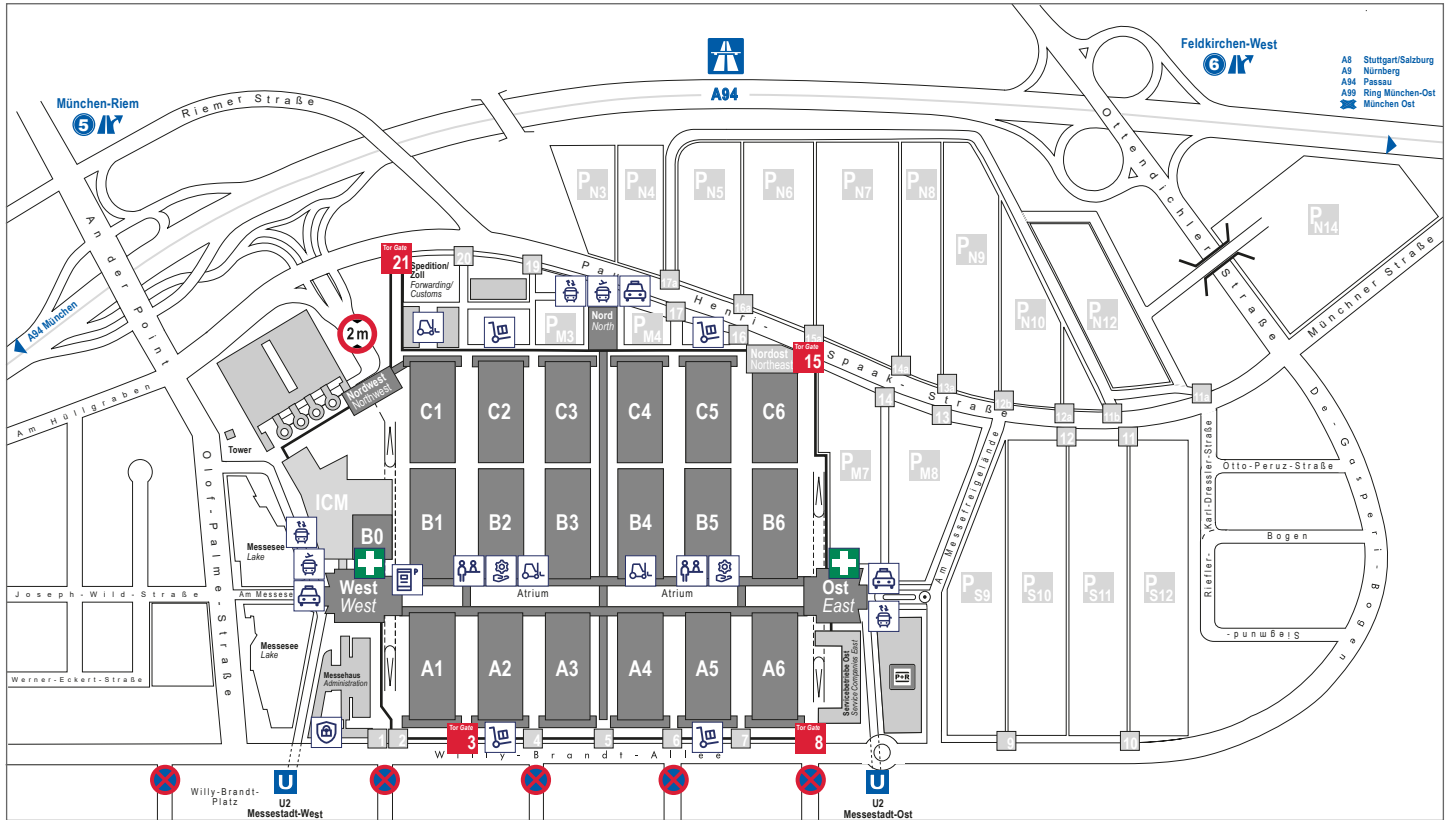 Feldkirchen-West
6
A8 Stuttgart/Salzburg
A9 Nürnberg
A94 Passau
A99 Ring München-Ost
München Ost
A94
München-Riem
5
Riemer Straße
Ottendichler Straße
An der Point
A94 München
PN3
PN4
PN5
PN6
PN7
PN8
PN9
PN10
PN12
PN14
Münchner Straße
Tor Gate
21
20
19
Spedition/
Zoll
Forwarding/
Customs
Paul-Henri-Spaak-Straße
17a
16a
15a
17
16
2m
PM3
Nord
North
PM4
Nordost
Northeast
Tor Gate
15
14a
13a
12b
14
13
12a
11b
11a
12
11
Nordwest
Northwest
Am Hüllgraben
Tower
C1
C2
C3
C4
C5
C6
PM7
PM8
De-Gasperi-Bogen
Karl-Dressler-Straße
Otto-Peruz-Straße
Olof-Palme-Straße
ICM
B0
B1
B2
B3
B4
B5
B6
Am Messefreigelände
Bogen
Messesee
Lake
P
West
West
Atrium
Atrium
Ost
East
Joseph-Wild-Straße
Am Messesee
PS9
PS10
PS11
PS12
Riefler-
Siegmund-
Messesee
Lake
Messehaus
Administration
A1
A2
A3
A4
A5
A6
Servicebetriebe Ost
Service Companies East
P+R
Werner-Eckert-Straße
1
2
Tor Gate
3
4
5
6
7
Tor Gate
8
9
10
Willy-Brandt-Allee
Willy-Brandt-
Platz
U
U2
Messestadt-West
U
U2
Messestadt-Ost